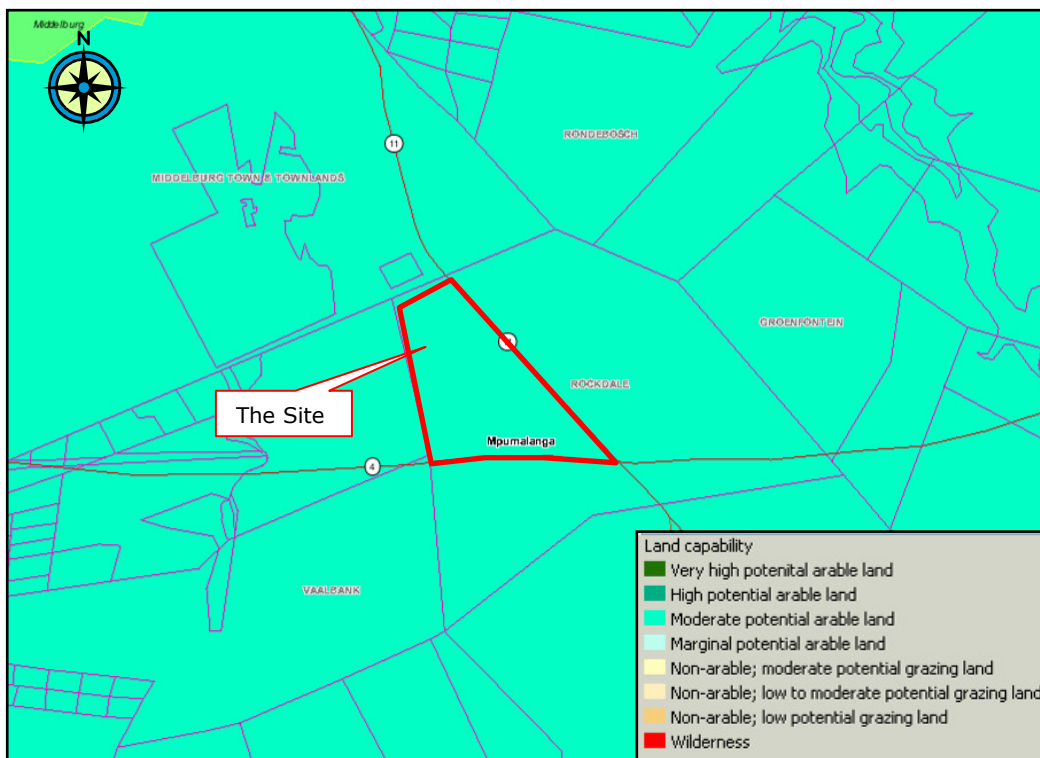 Middelburg
N
11
RONDEBOSCH
MIDDELBURG TOWN & TOWNLANDS
GROENFONTEIN
ROCKDALE
The Site
Mpumalanga
4
VAALBANK
Land capability
Very high potenital arable land
High potential arable land
Moderate potential arable land
Marginal potential arable land
Non-arable; moderate potential grazing land
Non-arable; low to moderate potential grazing land
Non-arable; low potential grazing land
Wilderness